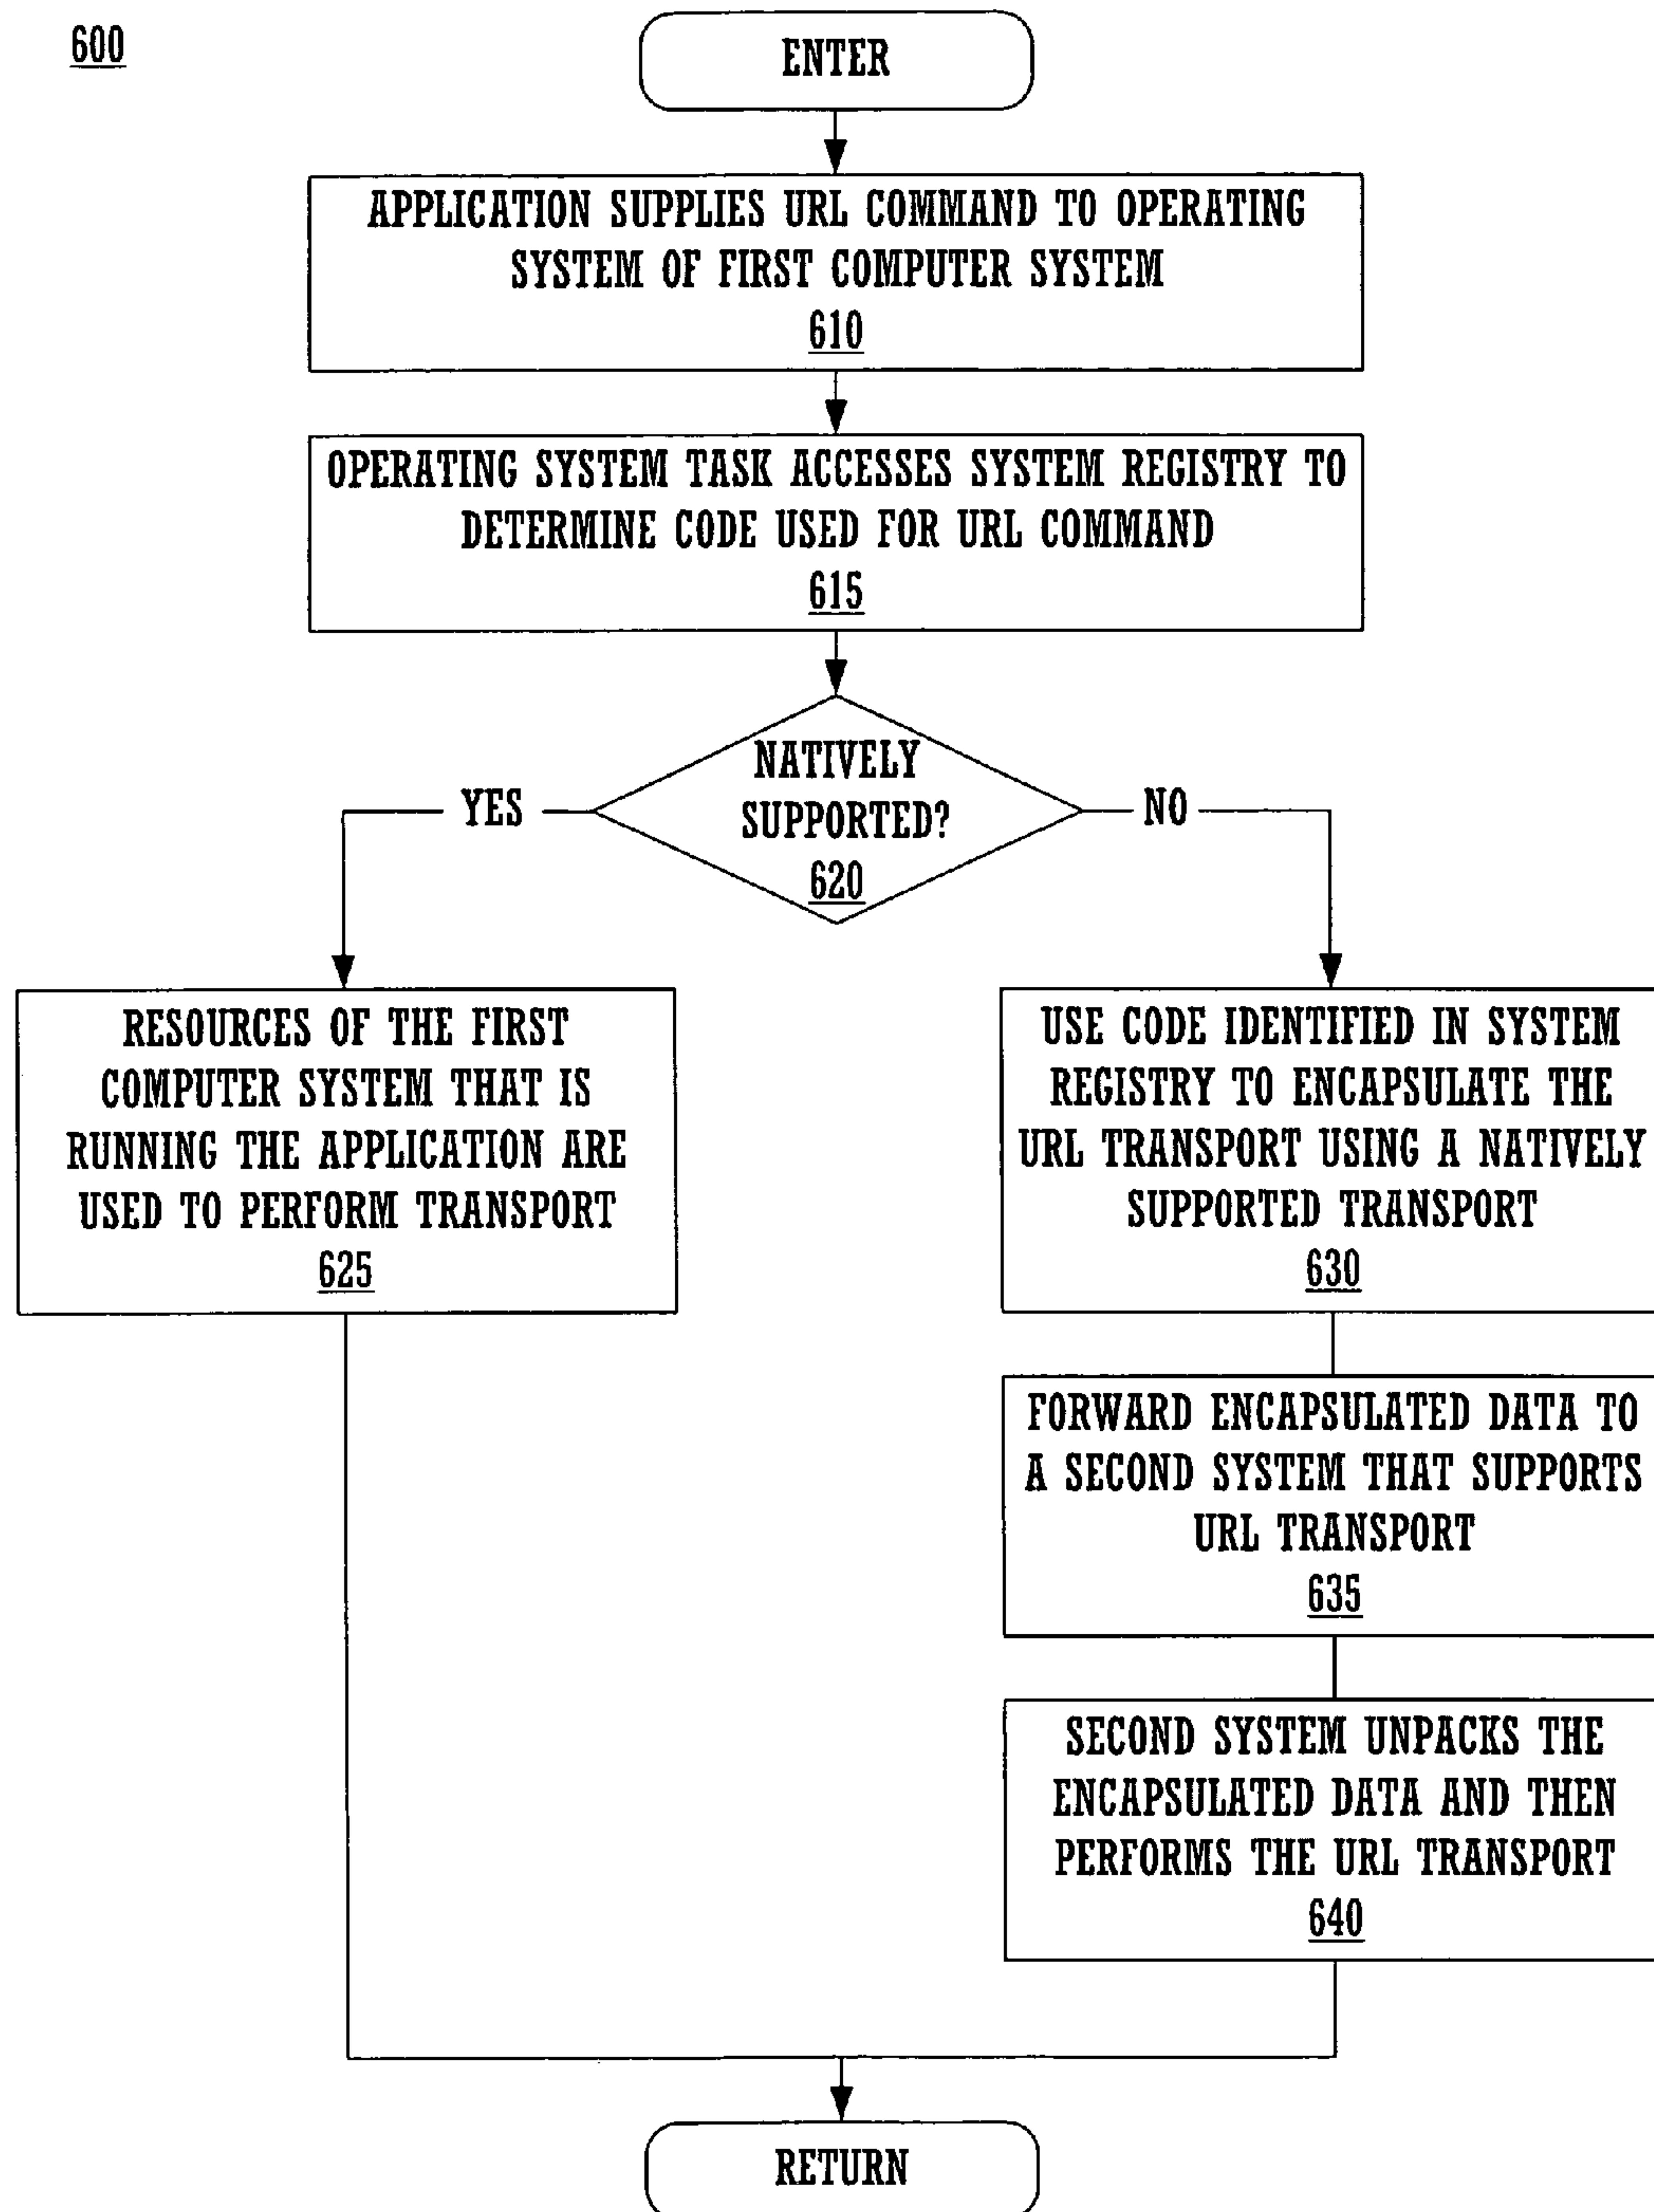 600
ENTER
APPLICATION SUPPLIES URL COMMAND TO OPERATING
SYSTEM OF FIRST COMPUTER SYSTEM
610
OPERATING SYSTEM TASK ACCESSES SYSTEM REGISTRY TO
DETERMINE CODE USED FOR URL COMMAND
615
NATIVELY
SUPPORTED?
620
YES
NO
RESOURCES OF THE FIRST
COMPUTER SYSTEM THAT IS
RUNNING THE APPLICATION ARE
USED TO PERFORM TRANSPORT
625
USE CODE IDENTIFIED IN SYSTEM
REGISTRY TO ENCAPSULATE THE
URL TRANSPORT USING A NATIVELY
SUPPORTED TRANSPORT
630
FORWARD ENCAPSULATED DATA TO
A SECOND SYSTEM THAT SUPPORTS
URL TRANSPORT
635
SECOND SYSTEM UNPACKS THE
ENCAPSULATED DATA AND THEN
PERFORMS THE URL TRANSPORT
640
RETURN